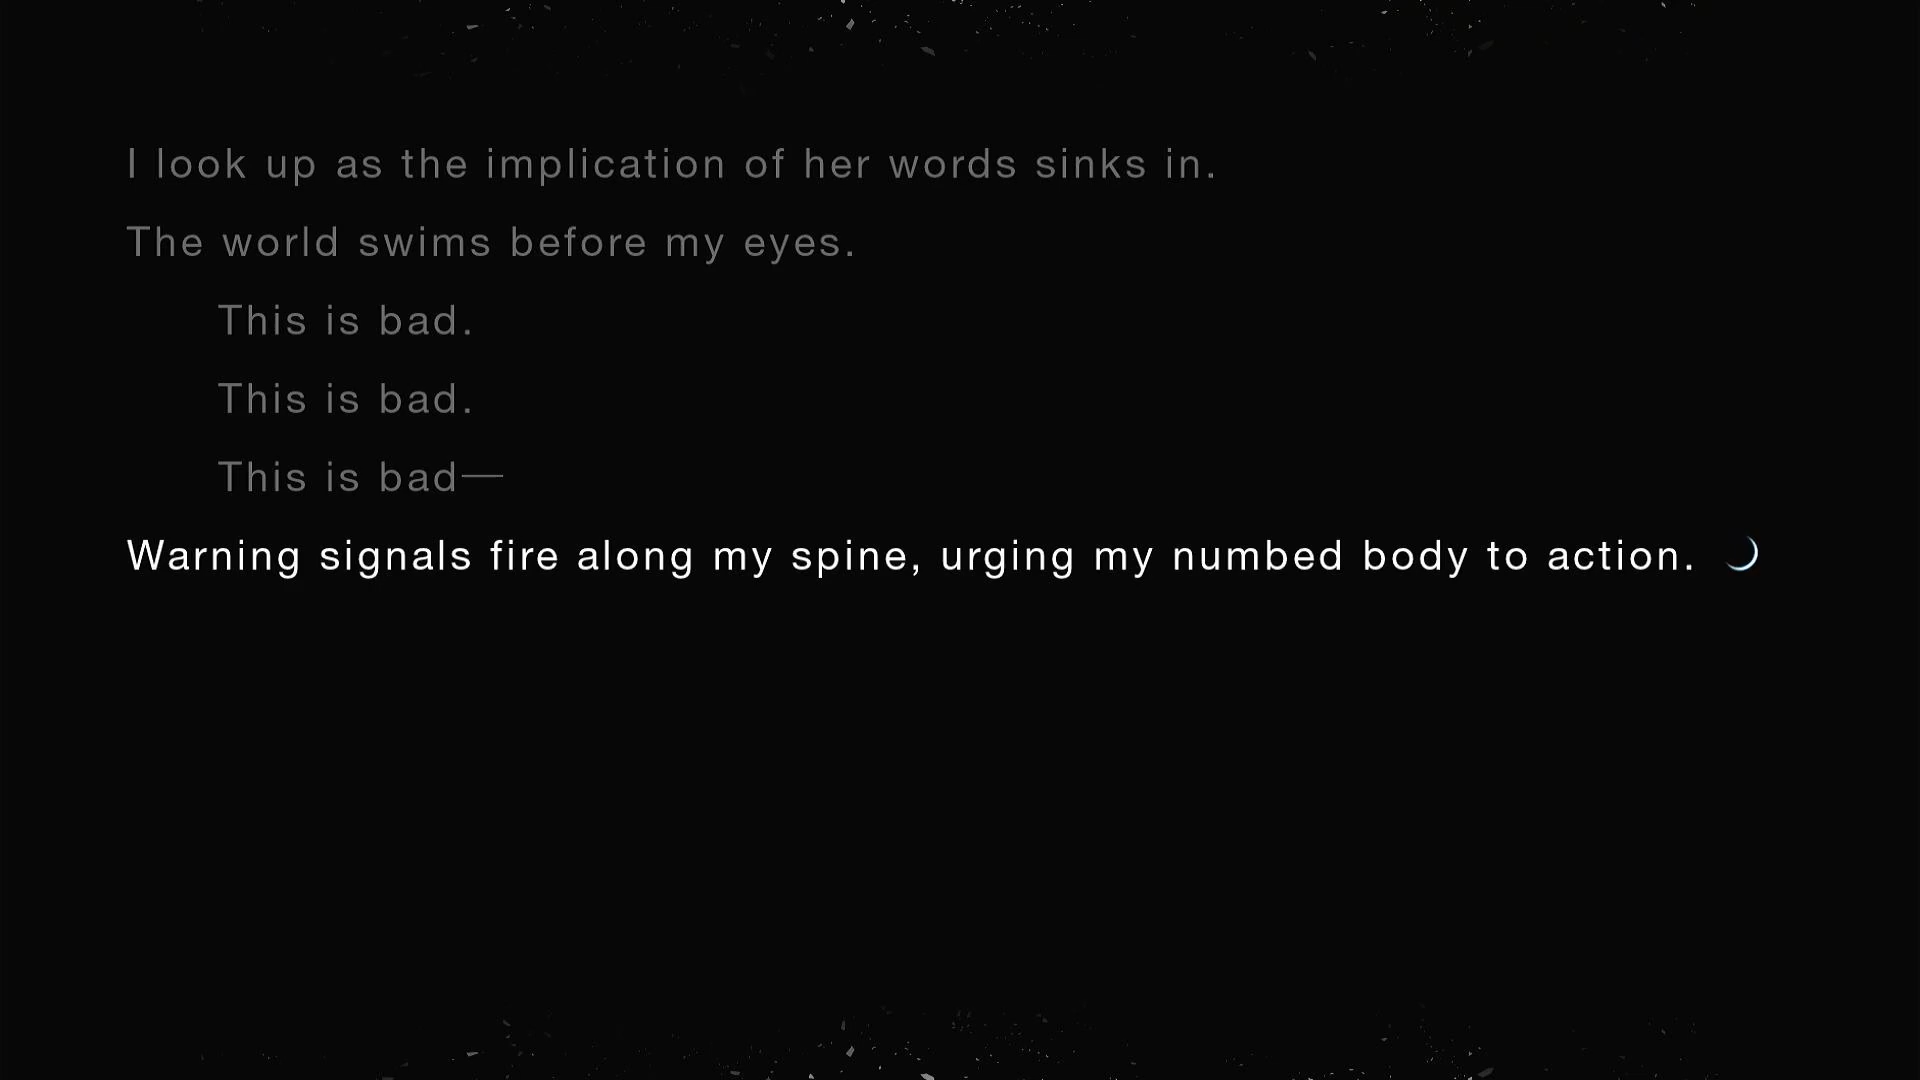 I look up as the implication of her words sinks in.
The world swims before my eyes.
This is bad.
This is bad.
This is bad—
Warning signals fire along my spine, urging my numbed body to action.